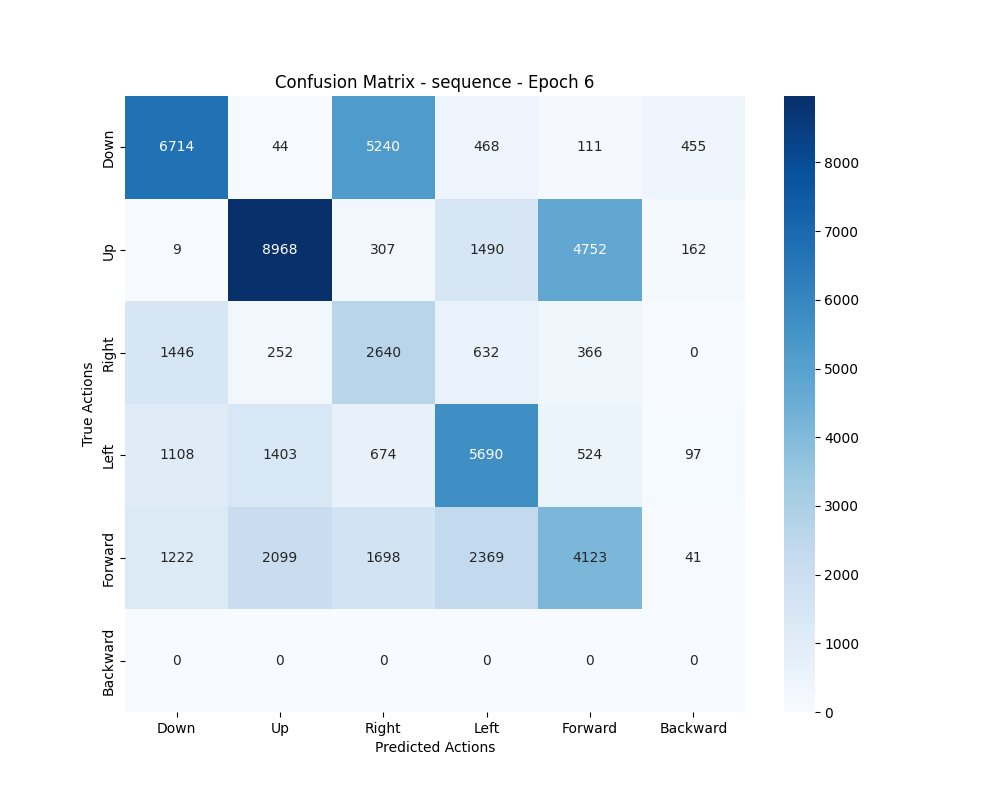 Confusion Matrix - sequence - Epoch 6
True Actions
Down 6714 44 5240 468 111 455
Up 9 8968 307 1490 4752 162
Right 1446 252 2640 632 366 0
Left 1108 1403 674 5690 524 97
Forward 1222 2099 1698 2369 4123 41
Backward 0 0 0 0 0 0
Down Up Right Left Forward Backward
Predicted Actions
8000
7000
6000
5000
4000
3000
2000
1000
0